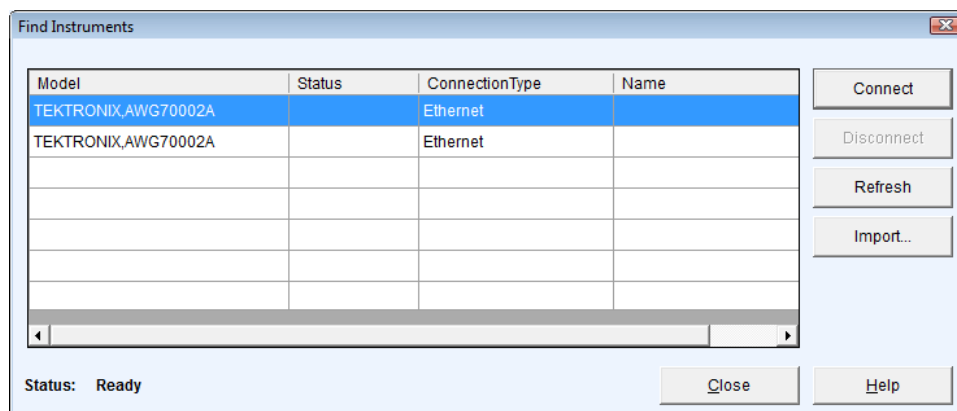 Find Instruments
Model Status ConnectionType Name
TEKTRONIX,AWG70002A Ethernet
TEKTRONIX,AWG70002A Ethernet
Connect
Disconnect
Refresh
Import...
Status: Ready
Close
Help